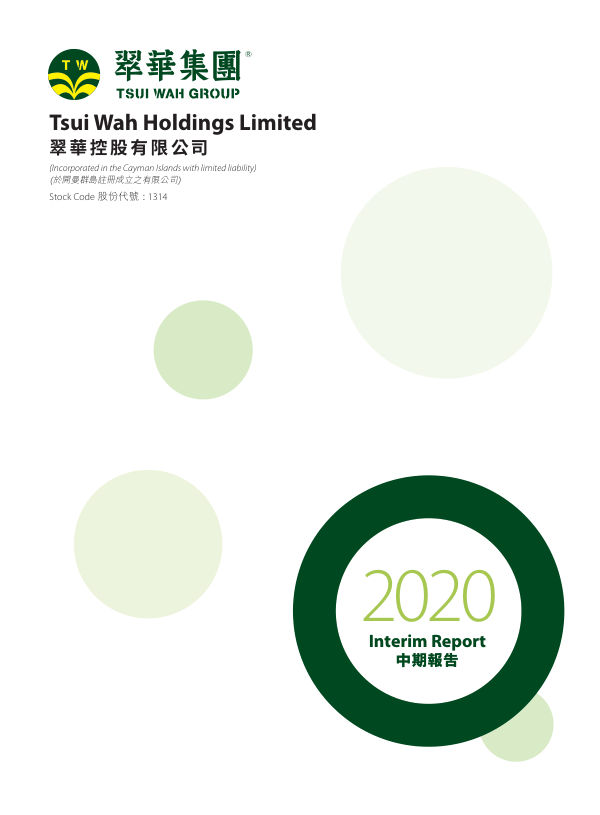 TW
翠華集團®
TSUI WAH GROUP
Tsui Wah Holdings Limited
翠華控股有限公司
(Incorporated in the Cayman Islands with limited liability)
(於開曼群島註冊成立之有限公司)
Stock Code 股份代號：1314
2020
Interim Report
中期報告